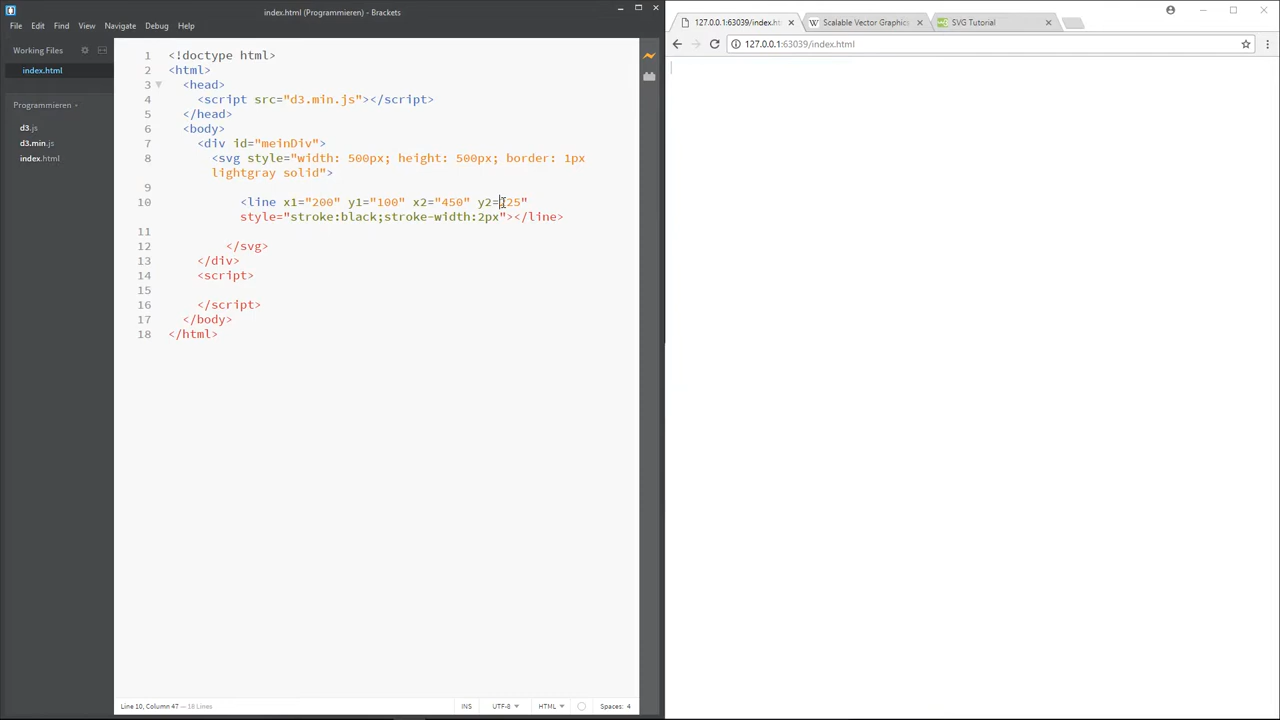 index.html (Programmieren) - Brackets
File Edit Find View Navigate Debug Help
Working Files
index.html
Programmieren
d3.js
d3.min.js
index.html
1 <!doctype html>
2 <html>
3 <head>
4 <script src="d3.min.js"></script>
5 </head>
6 <body>
7 <div id="meinDiv">
8 <svg style="width: 500px; height: 500px; border: 1px
lightgray solid">
9
10 <line x1="200" y1="100" x2="450" y2=
style="stroke:black;stroke-width:2px"></line>
11
12 </svg>
13 </div>
14 <script>
15
16 </script>
17 </body>
18 </html>
Line 10, Column 47 — 18 Lines
INS UTF-8 HTML Spaces: 4
127.0.0.1:63039/index.ht Scalable Vector Graphics SVG Tutorial
127.0.0.1:63039/index.html